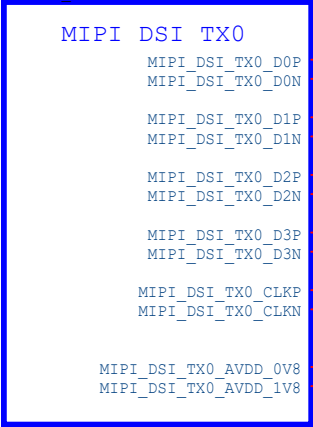 MIPI DSI TX0
MIPI_DSI_TX0_D0P
MIPI_DSI_TX0_D0N
MIPI_DSI_TX0_D1P
MIPI_DSI_TX0_D1N
MIPI_DSI_TX0_D2P
MIPI_DSI_TX0_D2N
MIPI_DSI_TX0_D3P
MIPI_DSI_TX0_D3N
MIPI_DSI_TX0_CLKP
MIPI_DSI_TX0_CLKN
MIPI_DSI_TX0_AVDD_0V8
MIPI_DSI_TX0_AVDD_1V8